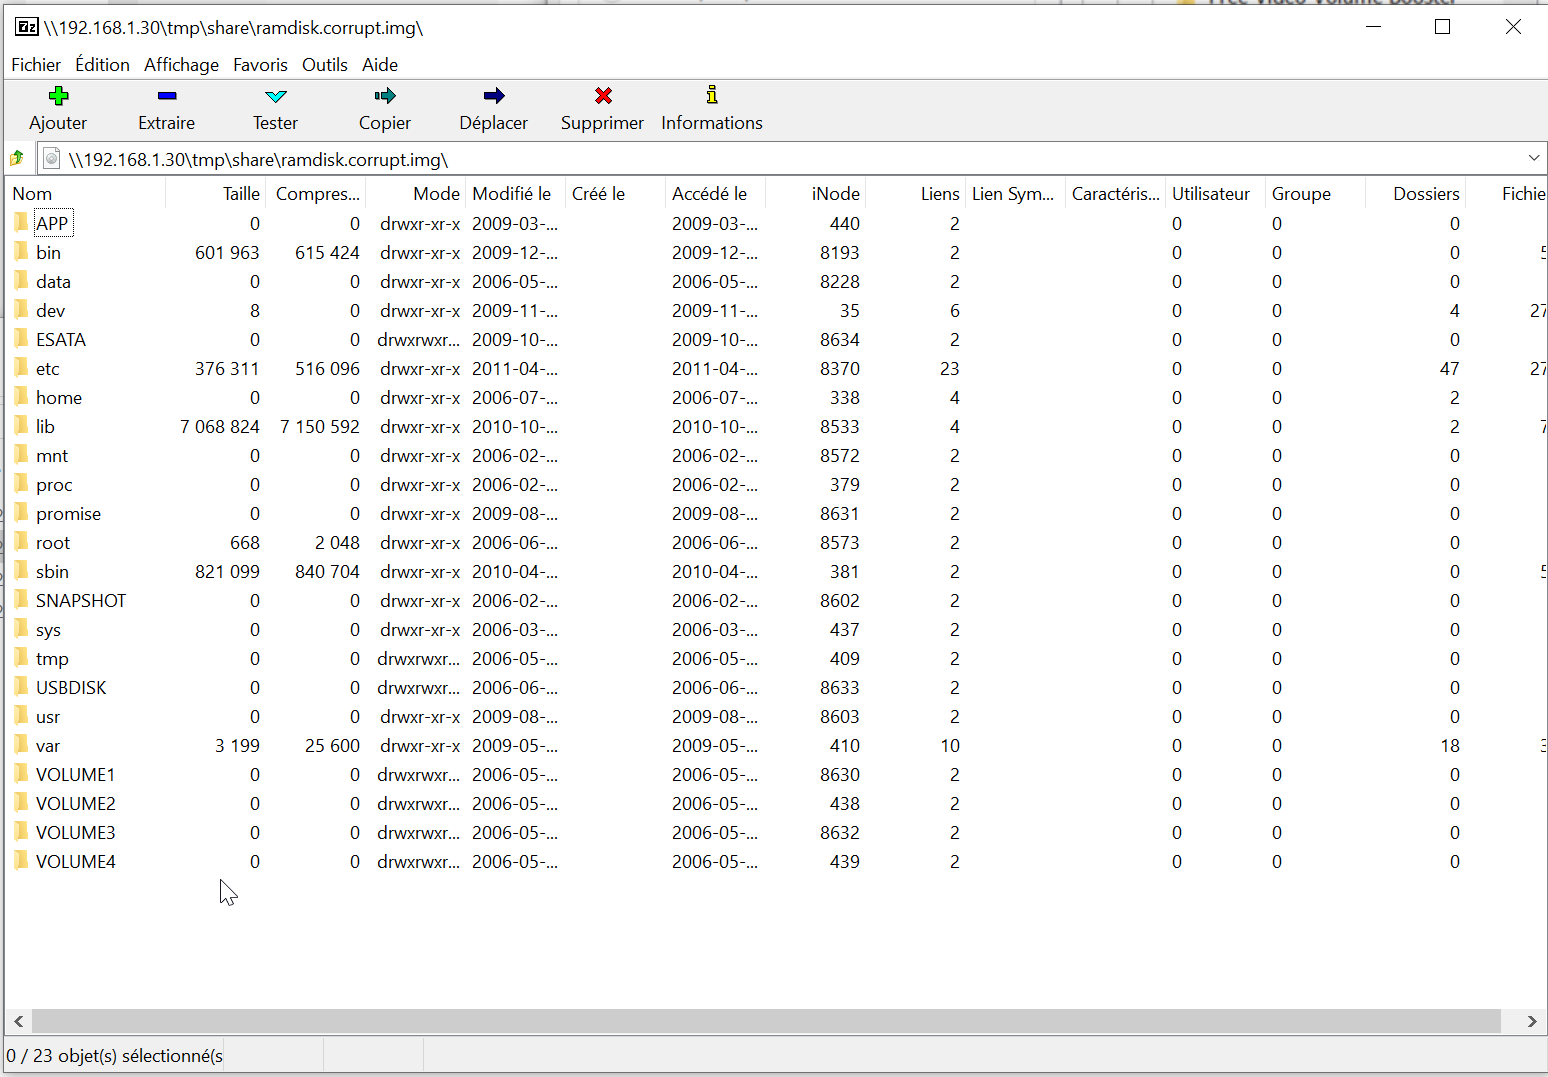 Free Video Volume Booster
7z \\192.168.1.30\tmp\share\ramdisk.corrupt.img\
Fichier Édition Affichage Favoris Outils Aide
Ajouter Extraire Tester Copier Déplacer Supprimer Informations
\\192.168.1.30\tmp\share\ramdisk.corrupt.img\
Nom Taille Compres... Mode Modifié le Créé le Accédé le iNode Liens Lien Sym... Caractéris... Utilisateur Groupe Dossiers Fichie
APP 0 0 drwxr-xr-x 2009-03-... 2009-03-... 440 2 0 0 0
bin 601 963 615 424 drwxr-xr-x 2009-12-... 2009-12-... 8193 2 0 0 0 5
data 0 0 drwxr-xr-x 2006-05-... 2006-05-... 8228 2 0 0 0
dev 8 0 drwxr-xr-x 2009-11-... 2009-11-... 35 6 0 0 4 27
ESATA 0 0 drwxrwxr... 2009-10-... 2009-10-... 8634 2 0 0 0
etc 376 311 516 096 drwxr-xr-x 2011-04-... 2011-04-... 8370 23 0 0 47 27
home 0 0 drwxr-xr-x 2006-07-... 2006-07-... 338 4 0 0 2
lib 7 068 824 7 150 592 drwxr-xr-x 2010-10-... 2010-10-... 8533 4 0 0 2 7
mnt 0 0 drwxr-xr-x 2006-02-... 2006-02-... 8572 2 0 0 0
proc 0 0 drwxr-xr-x 2006-02-... 2006-02-... 379 2 0 0 0
promise 0 0 drwxr-xr-x 2009-08-... 2009-08-... 8631 2 0 0 0
root 668 2 048 drwxr-xr-x 2006-06-... 2006-06-... 8573 2 0 0 0
sbin 821 099 840 704 drwxr-xr-x 2010-04-... 2010-04-... 381 2 0 0 0 5
SNAPSHOT 0 0 drwxr-xr-x 2006-02-... 2006-02-... 8602 2 0 0 0
sys 0 0 drwxr-xr-x 2006-03-... 2006-03-... 437 2 0 0 0
tmp 0 0 drwxrwxr... 2006-05-... 2006-05-... 409 2 0 0 0
USBDISK 0 0 drwxrwxr... 2006-06-... 2006-06-... 8633 2 0 0 0
usr 0 0 drwxr-xr-x 2009-08-... 2009-08-... 8603 2 0 0 0
var 3 199 25 600 drwxr-xr-x 2009-05-... 2009-05-... 410 10 0 0 18 3
VOLUME1 0 0 drwxrwxr... 2006-05-... 2006-05-... 8630 2 0 0 0
VOLUME2 0 0 drwxrwxr... 2006-05-... 2006-05-... 438 2 0 0 0
VOLUME3 0 0 drwxrwxr... 2006-05-... 2006-05-... 8632 2 0 0 0
VOLUME4 0 0 drwxrwxr... 2006-05-... 2006-05-... 439 2 0 0 0
0 / 23 objet(s) sélectionné(s